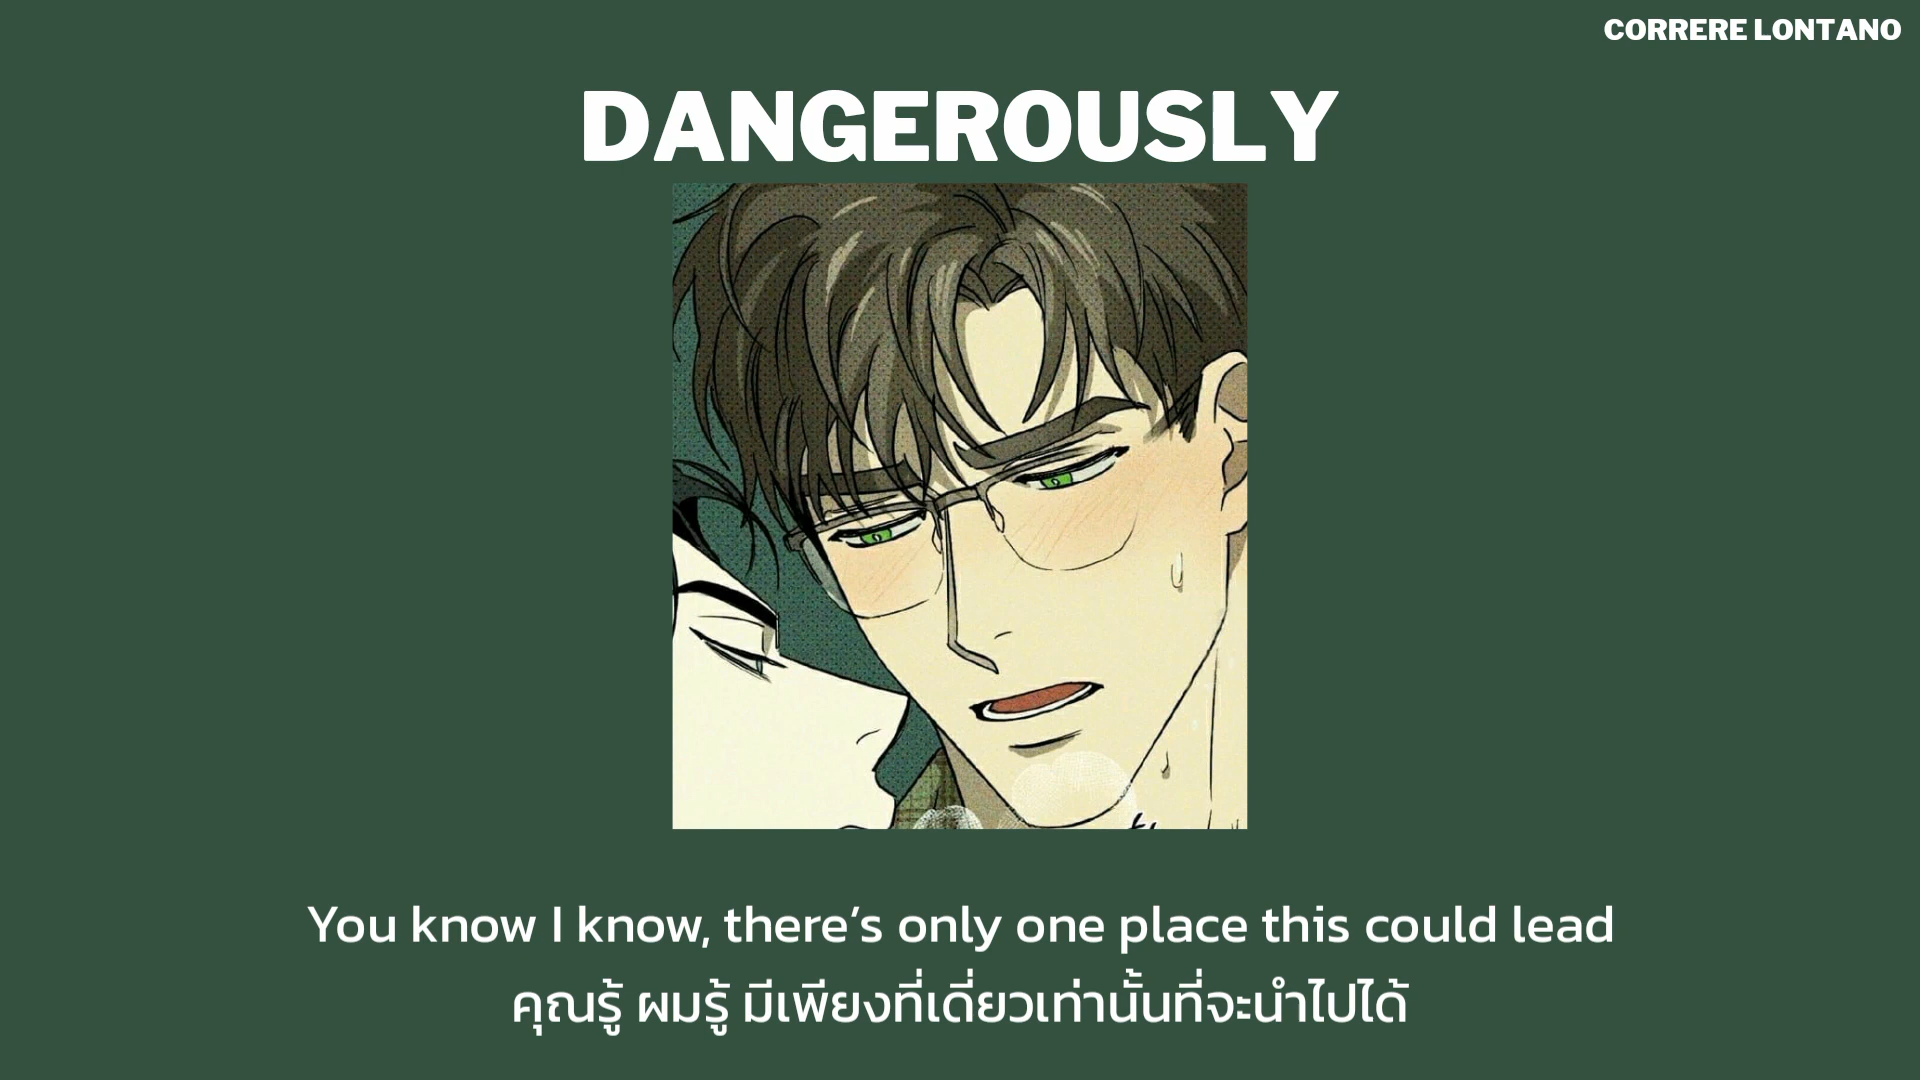 CORRERE LONTANO
DANGEROUSLY
You know I know, there's only one place this could lead
คุณรู้ ผมรู้ มีเพียงที่เดี่ยวเท่านั้นที่จะนำไปได้